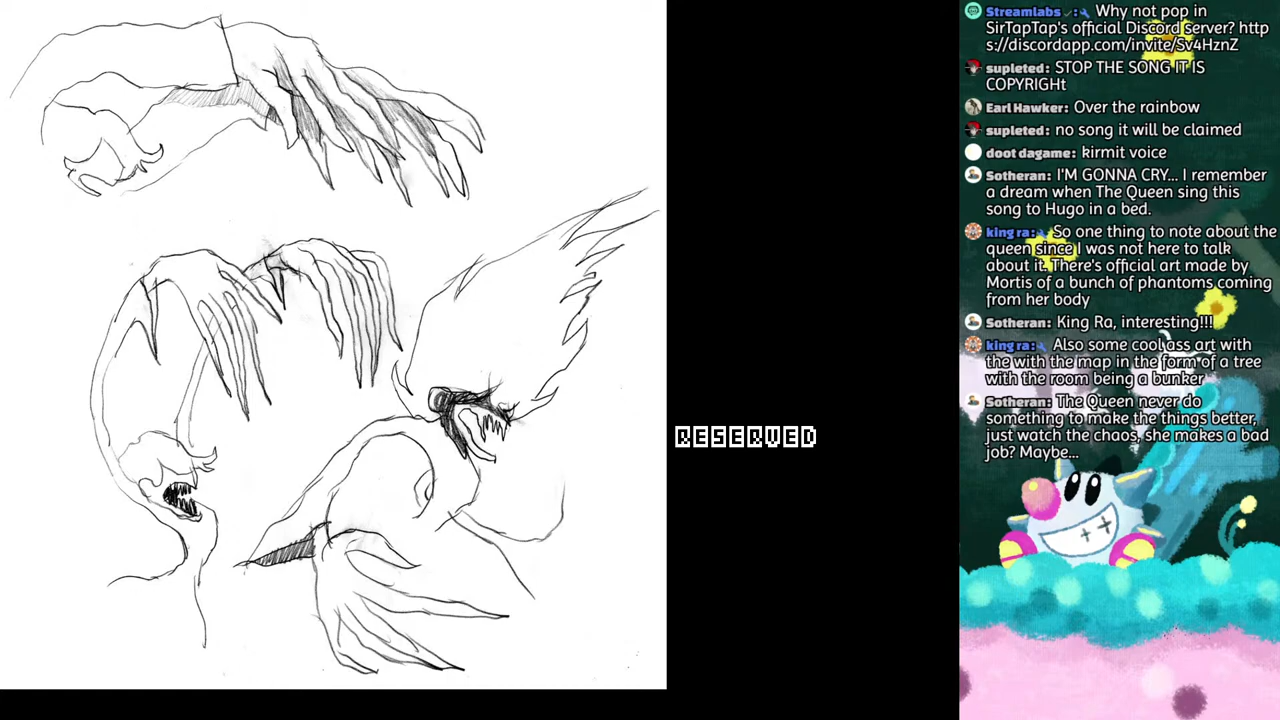 RESERVED
Streamlabs : Why not pop in
SirTapTap's official Discord server? http
s://discordapp.com/invite/Sv4HznZ
supleted: STOP THE SONG IT IS
COPYRIGHt
Earl Hawker: Over the rainbow
supleted: no song it will be claimed
doot dagame: kirmit voice
Sotheran: I'M GONNA CRY... I remember
a dream when The Queen sing this
song to Hugo in a bed.
king ra: So one thing to note about the
queen since I was not here to talk
about it. There's official art made by
Mortis of a bunch of phantoms coming
from her body
Sotheran: King Ra, interesting!!!
king ra: Also some cool ass art with
the with the map in the form of a tree
with the room being a bunker
Sotheran: The Queen never do
something to make the things better,
just watch the chaos, she makes a bad
job? Maybe...